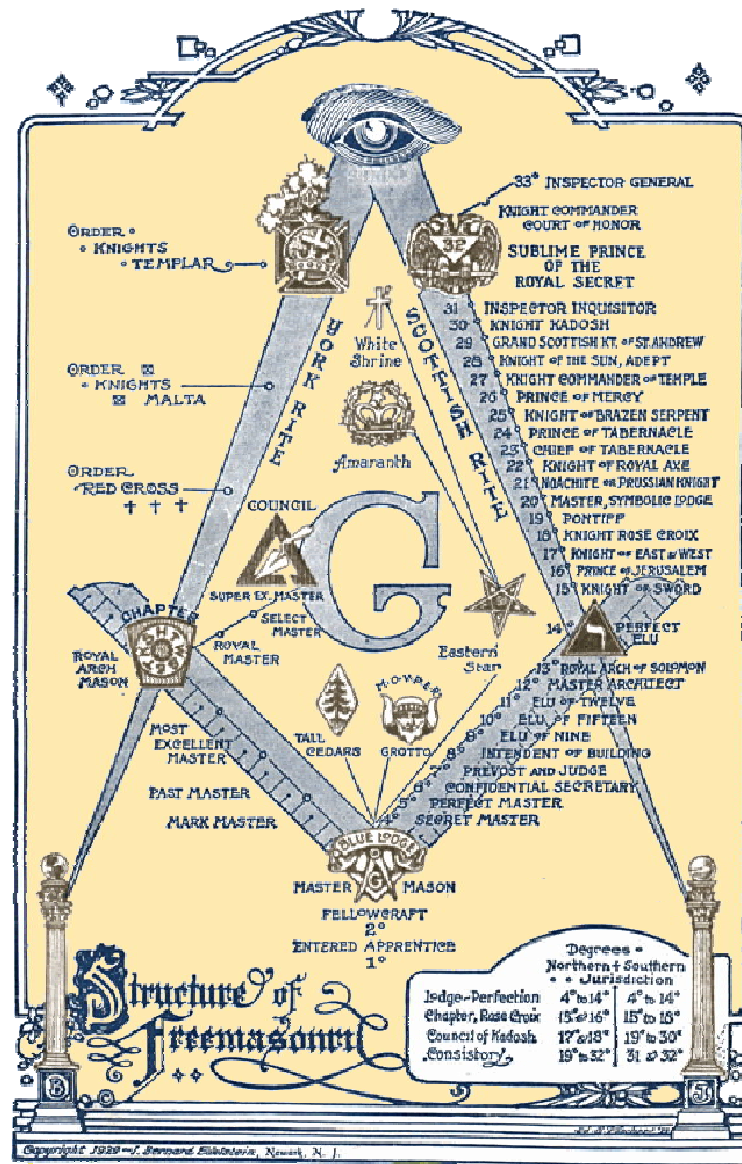 SHRINE
33° INSPECTOR GENERAL
KNIGHT COMMANDER
COURT OF HONOR
32
SUBLIME PRINCE
OF THE
ROYAL SECRET
ORDER
KNIGHTS
TEMPLAR
YORK RITE
SCOTTISH RITE
White
Shrine
31° INSPECTOR INQUISITOR
30° KNIGHT KADOSH
29° GRAND SCOTTISH KT. OF ST. ANDREW
28° KNIGHT OF THE SUN, ADEPT
27° KNIGHT COMMANDER OF TEMPLE
26° PRINCE OF MERCY
25° KNIGHT OF BRAZEN SERPENT
24° PRINCE OF TABERNACLE
23° CHIEF OF TABERNACLE
22° KNIGHT OF ROYAL AXE
21° NOACHITE OR PRUSSIAN KNIGHT
20° MASTER, SYMBOLIC LODGE
19° PONTIFF
18° KNIGHT ROSE CROIX
17° KNIGHT OF EAST & WEST
16° PRINCE OF JERUSALEM
15° KNIGHT OF SWORD
14° PERFECT
ELU
13° ROYAL ARCH OF SOLOMON
12° MASTER ARCHITECT
11° ELU OF TWELVE
10° ELU OF FIFTEEN
9° ELU OF NINE
8° INTENDENT OF BUILDING
7° PREVOST AND JUDGE
6° CONFIDENTIAL SECRETARY
5° PERFECT MASTER
4° SECRET MASTER
ORDER
KNIGHTS
MALTA
Amaranth
ORDER
RED CROSS
COUNCIL
G
SUPER EX. MASTER
SELECT
MASTER
ROYAL
MASTER
CHAPTER
ROYAL
ARCH
MASON
Eastern
Star
MOVPER
TALL
CEDARS
GROTTO
MOST
EXCELLENT
MASTER
PAST MASTER
MARK MASTER
BLUE LODGE
G
MASTER MASON
FELLOWCRAFT
2°
ENTERED APPRENTICE
1°
Structure of
Freemasonry
Degrees
Northern + Southern
Jurisdiction
Lodge-Perfection 4° to 14° 4° to 14°
Chapter, Rose Croix 15° & 16° 15° to 18°
Council of Kadosh 17° & 18° 19° to 30°
Consistory 19° to 32° 31 & 32°
B
J
Copyright 1929 - J. Bernard Newark, N. J.